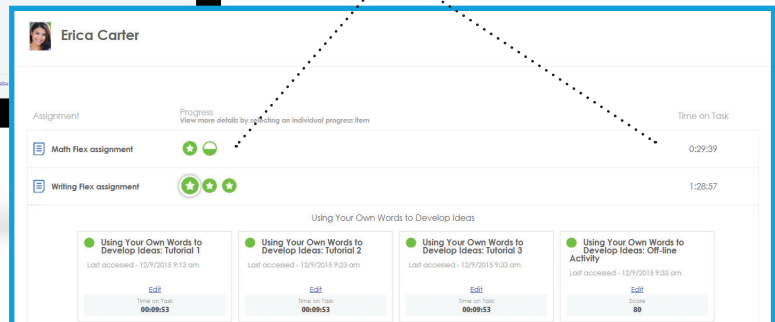 Erica Carter
Assignment
Progress
View more details by selecting an individual progress item
Time on Task
Math Flex assignment
0:29:39
Writing Flex assignment
1:28:57
Using Your Own Words to Develop Ideas
Using Your Own Words to
Develop Ideas: Tutorial 1
Last accessed - 12/9/2015 9:13 am
Edit
Time on Task
00:09:53
Using Your Own Words to
Develop Ideas: Tutorial 2
Last accessed - 12/9/2015 9:33 am
Edit
Time on Task
00:09:53
Using Your Own Words to
Develop Ideas: Tutorial 3
Last accessed - 12/9/2015 9:33 am
Edit
Time on Task
00:09:53
Using Your Own Words to
Develop Ideas: Off-line
Activity
Last accessed - 12/9/2015 9:33 am
Edit
Score
80